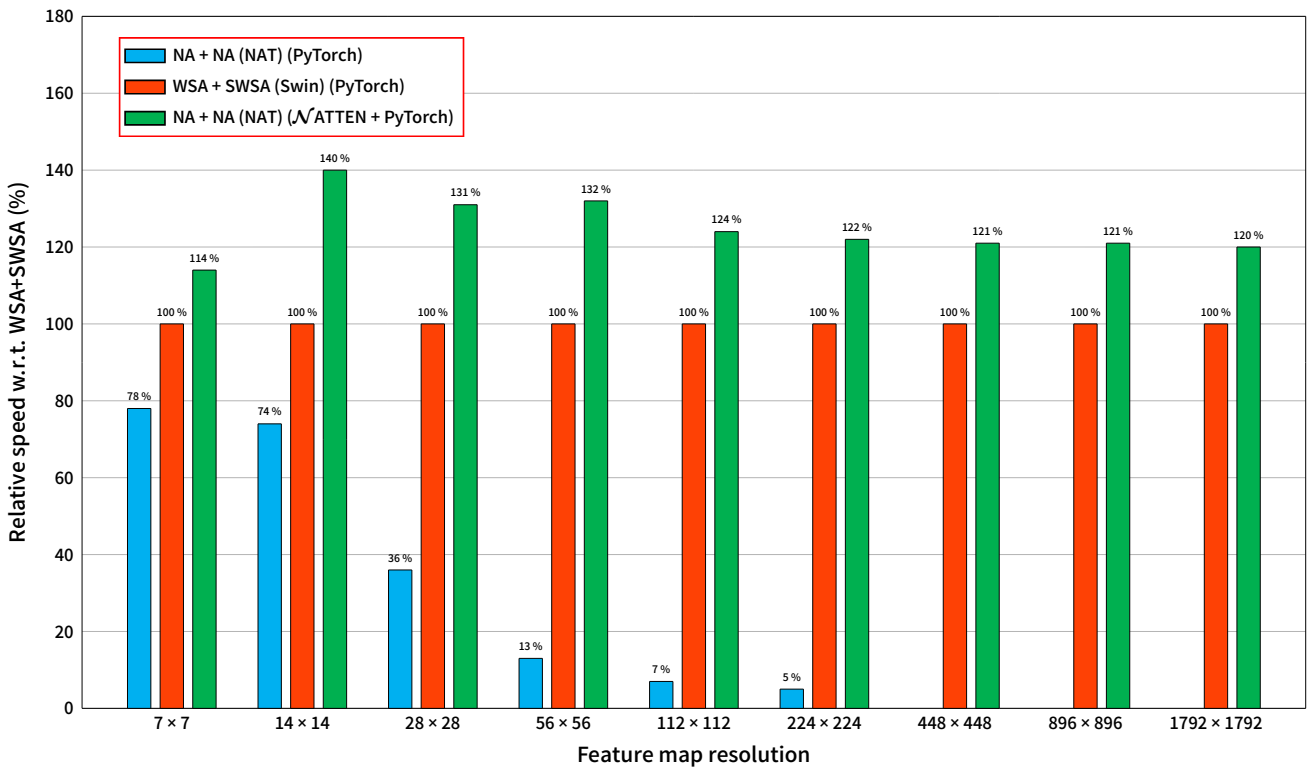 180
160
140
120
100
80
60
40
20
0
Relative speed w.r.t. WSA+SWSA (%)
NA + NA (NAT) (PyTorch)
WSA + SWSA (Swin) (PyTorch)
NA + NA (NAT) (𝒩ATTEN + PyTorch)
78 %
100 %
114 %
74 %
100 %
140 %
36 %
100 %
131 %
13 %
100 %
132 %
7 %
100 %
124 %
5 %
100 %
122 %
100 %
121 %
100 %
121 %
100 %
120 %
7 × 7
14 × 14
28 × 28
56 × 56
112 × 112
224 × 224
448 × 448
896 × 896
1792 × 1792
Feature map resolution